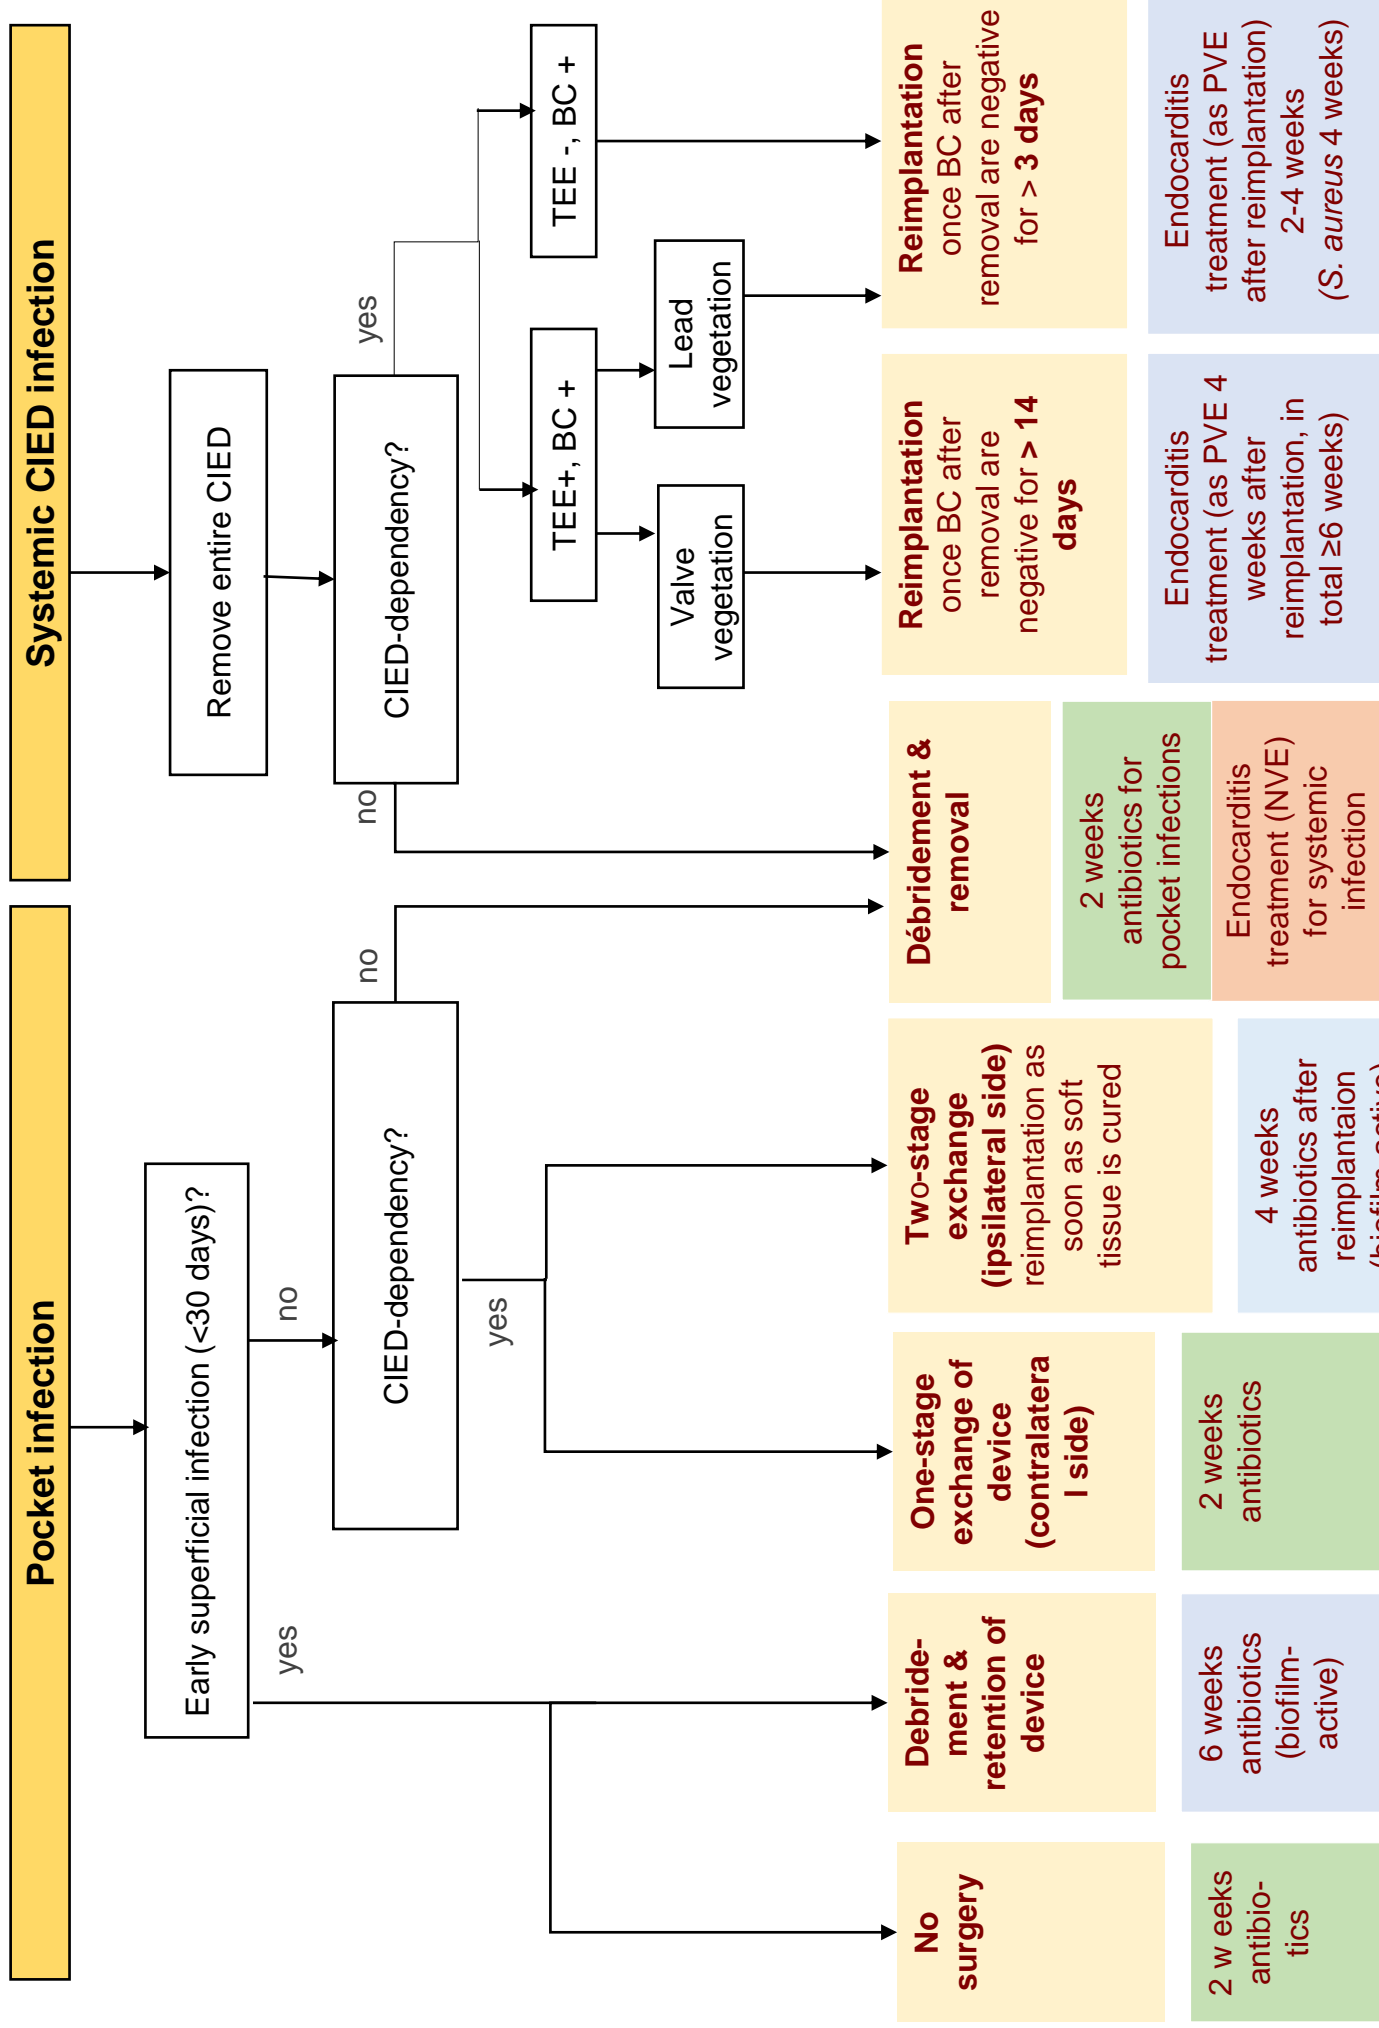 Pocket infection
Systemic CIED infection
Early superficial infection (<30 days)?
yes
no
CIED-dependency?
yes
no
Remove entire CIED
CIED-dependency?
no
yes
TEE+, BC +
TEE -, BC +
Valve
vegetation
Lead
vegetation
No
surgery
2 w eeks
antibio-
tics
Debride-
ment &
retention of
device
6 weeks
antibiotics
(biofilm-
active)
One-stage
exchange of
device
(contralatera
l side)
2 weeks
antibiotics
Two-stage
exchange
(ipsilateral side)
reimplantation as
soon as soft
tissue is cured
4 weeks
antibiotics after
reimplantaion
(biofilm-active)
Débridement &
removal
2 weeks
antibiotics for
pocket infections
Endocarditis
treatment (NVE)
for systemic
infection
Reimplantation
once BC after
removal are
negative for > 14
days
Endocarditis
treatment (as PVE 4
weeks after
reimplantation, in
total ≥6 weeks)
Reimplantation
once BC after
removal are negative
for > 3 days
Endocarditis
treatment (as PVE
after reimplantation)
2-4 weeks
(S. aureus 4 weeks)